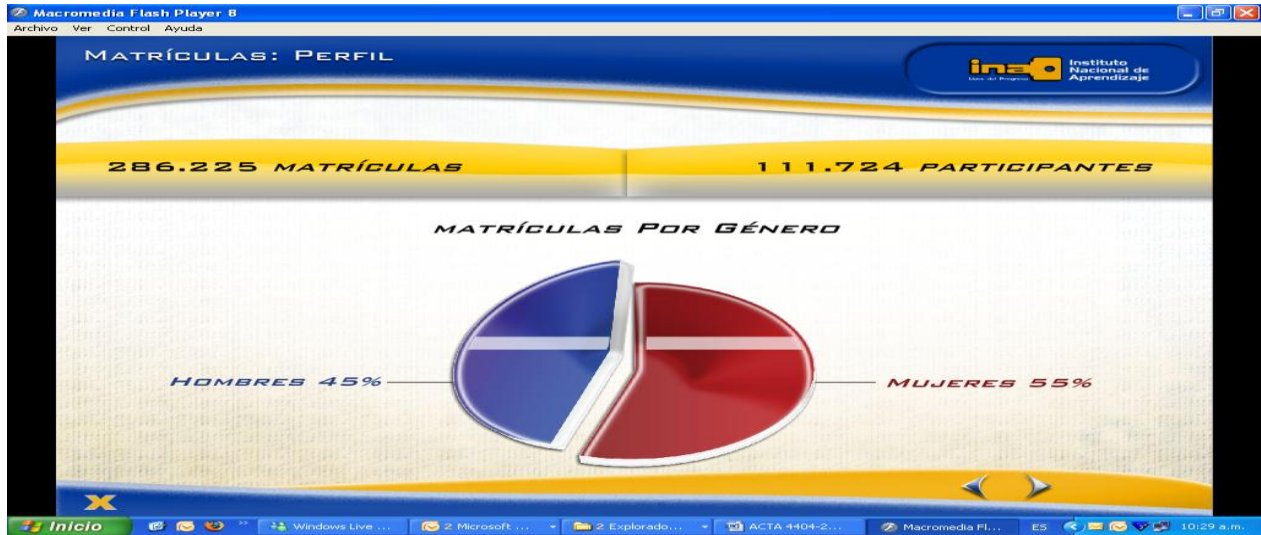 Macromedia Flash Player 8
Archivo Ver Control Ayuda
MATRÍCULAS: PERFIL
ina
Instituto
Nacional de
Aprendizaje
286.225 MATRÍCULAS
111.724 PARTICIPANTES
MATRÍCULAS POR GÉNERO
HOMBRES 45%
MUJERES 55%
X
Inicio
Windows Live ...
2 Microsoft ...
2 Explorado...
ACTA 4404-2...
Macromedia Fl...
ES
10:29 a.m.